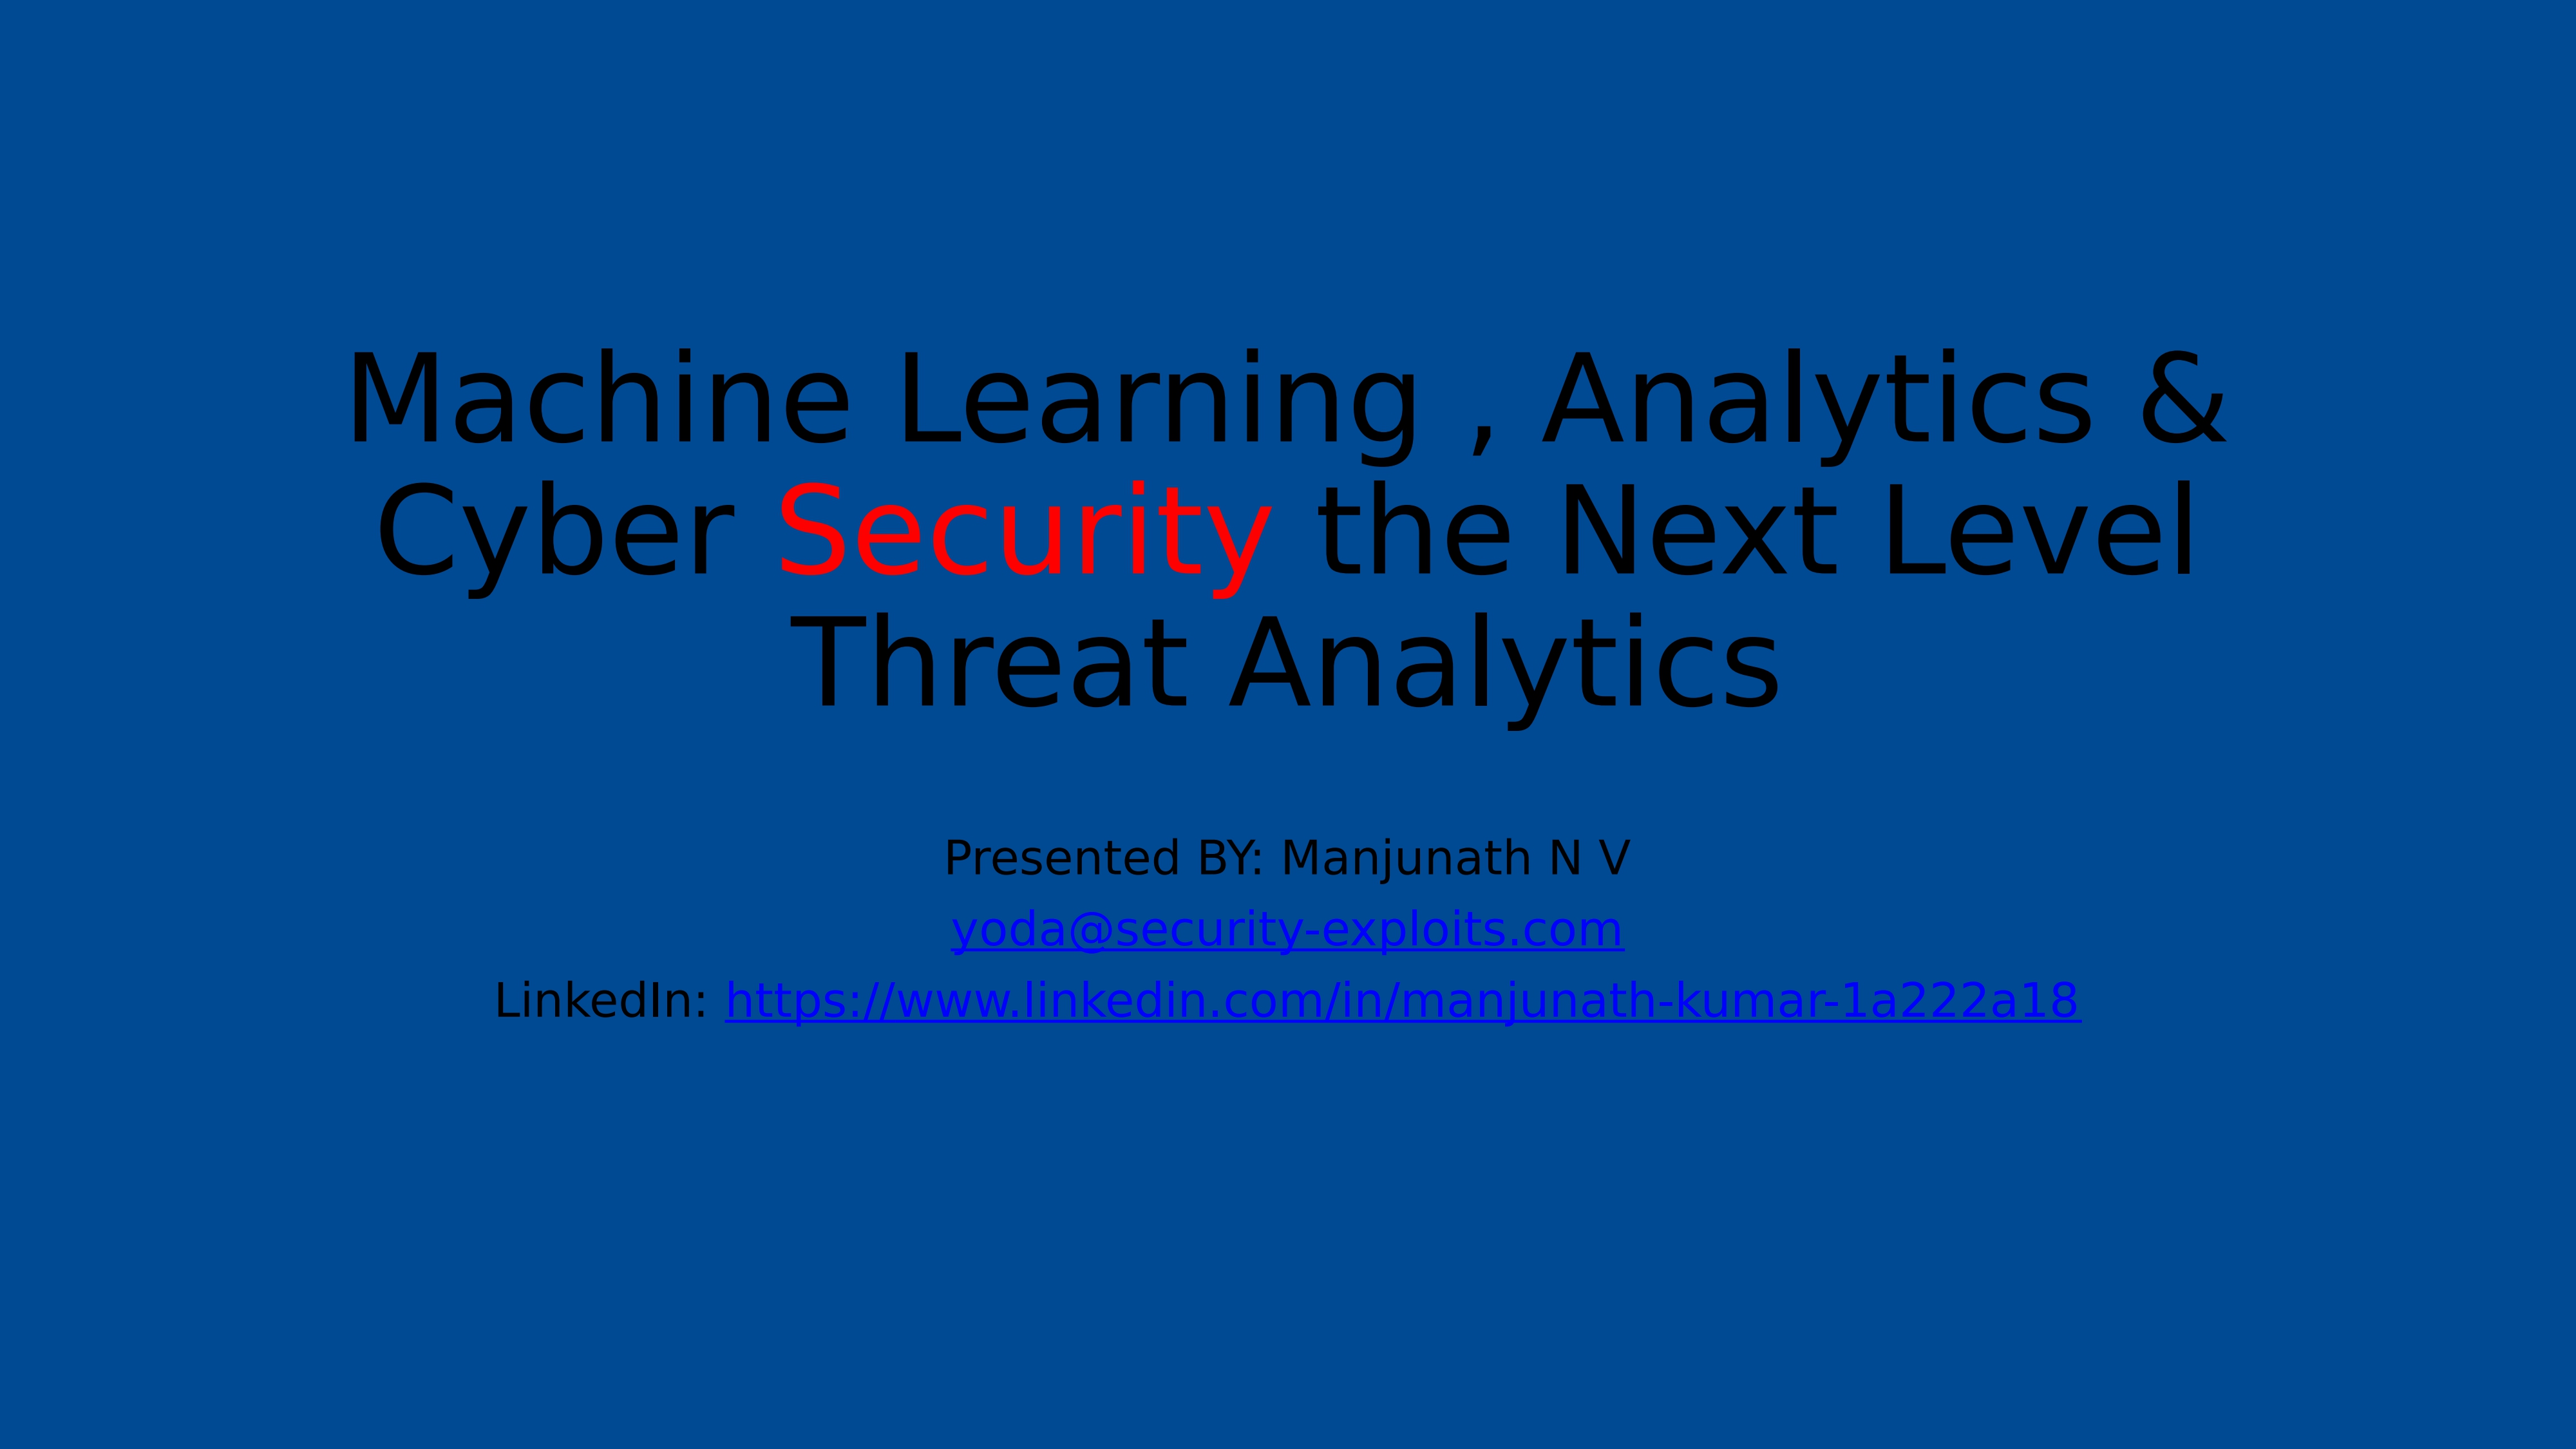 Machine Learning , Analytics &
Cyber Security the Next Level
Threat Analytics
Presented BY: Manjunath N V
yoda@security-exploits.com
LinkedIn: https://www.linkedin.com/in/manjunath-kumar-1a222a18